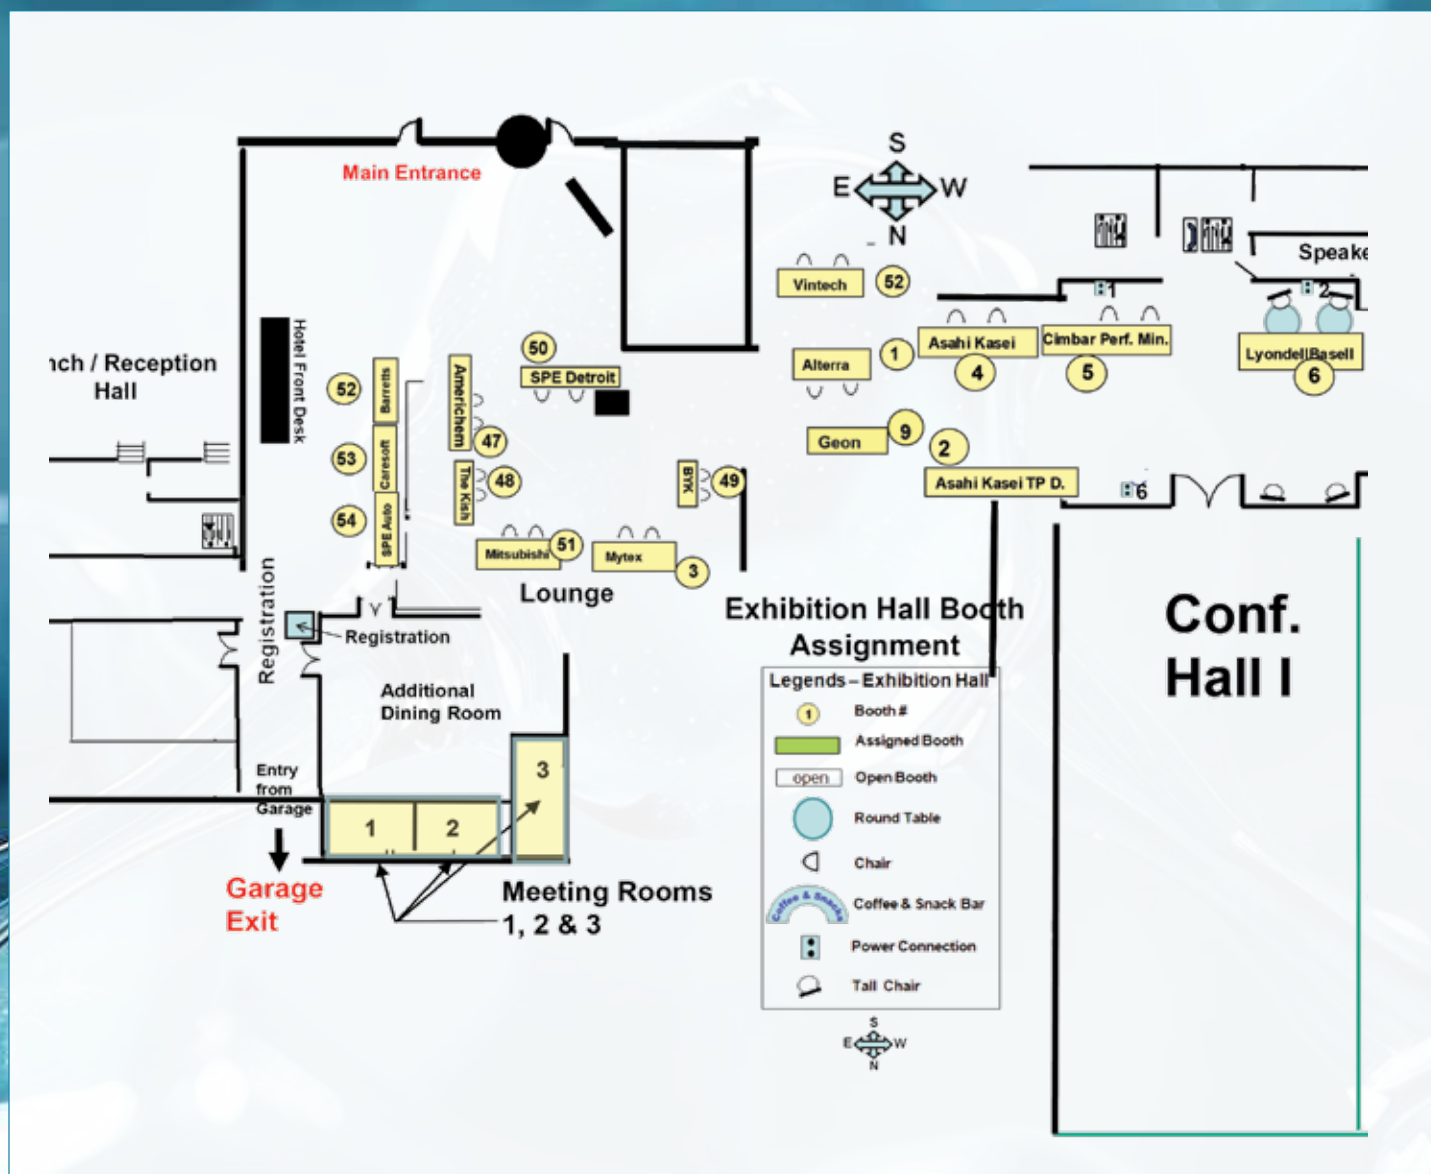 Main Entrance
S
E W
N
Speake
1
2
Vintech
52
Hotel Front Desk
nch / Reception
Hall
50
SPE Detroit
52
Barretts
Americhem
47
53
Caresoft
The Kish
48
54
SPE Auto
BYK
49
Mitsubishi
51
Mytex
3
Lounge
Alterra
1
Asahi Kasei
4
Cimbar Perf. Min.
5
LyondellBasell
6
Geon
9
2
Asahi Kasei TP D.
6
Registration
Registration
Additional
Dining Room
Entry
from
Garage
Garage
Exit
1
2
3
Meeting Rooms
1, 2 & 3
Exhibition Hall Booth
Assignment
Legends – Exhibition Hall
1 Booth #
Assigned Booth
open Open Booth
Round Table
Chair
Coffee & Snacks Coffee & Snack Bar
Power Connection
Tall Chair
S
E W
N
Conf.
Hall I